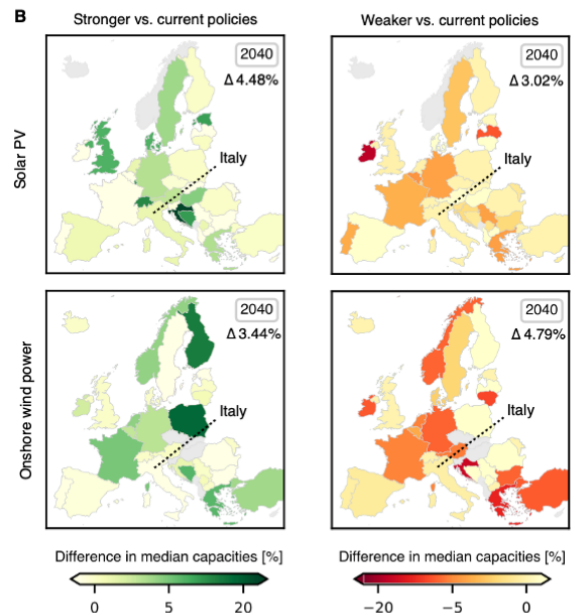 B
Stronger vs. current policies
Weaker vs. current policies
Solar PV
2040
Δ 4.48%
Italy
2040
Δ 3.02%
Italy
Onshore wind power
2040
Δ 3.44%
Italy
2040
Δ 4.79%
Italy
Difference in median capacities [%]
0 5 20
Difference in median capacities [%]
−20 −5 0